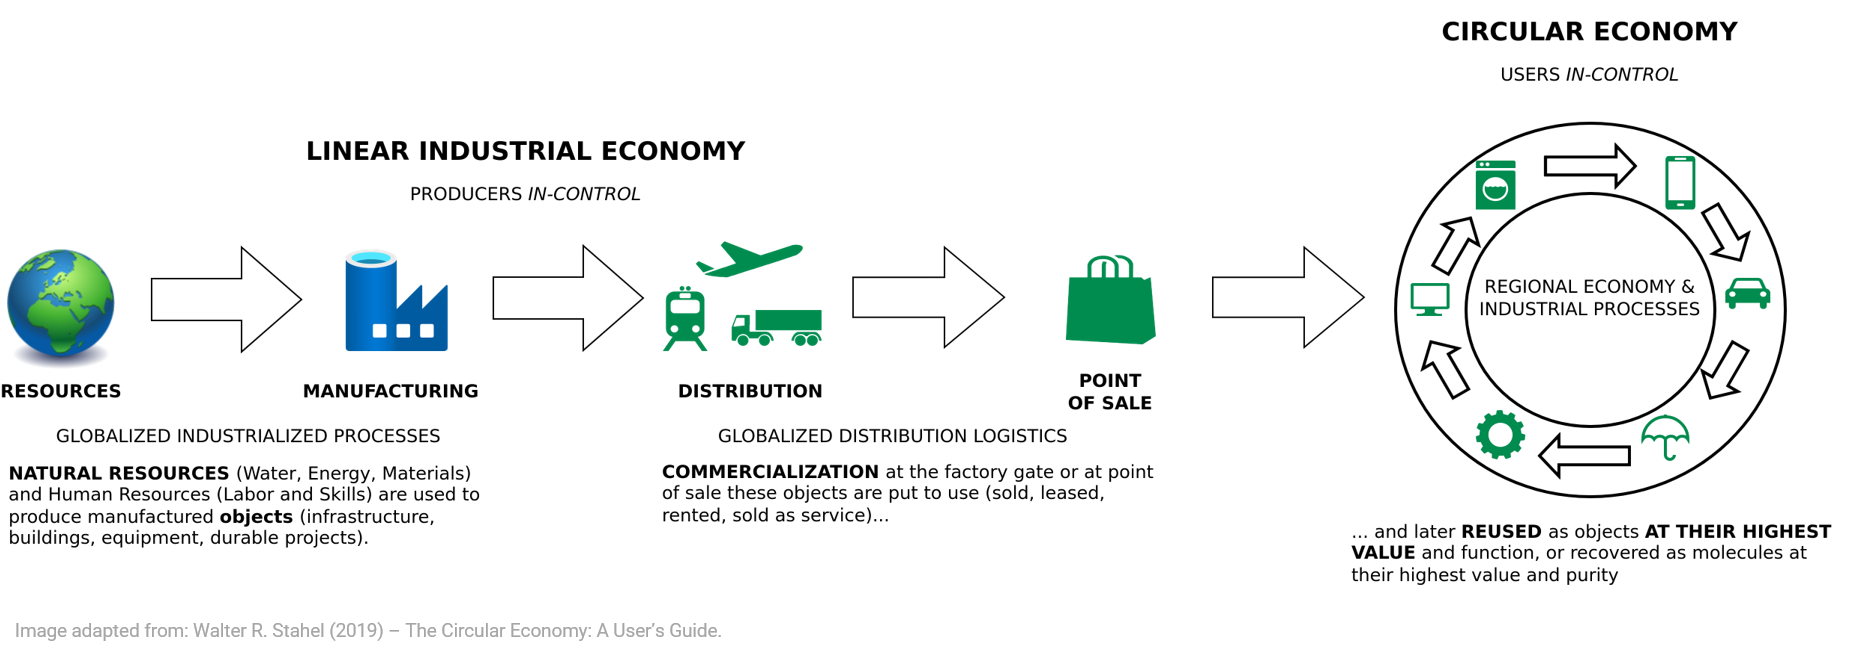 CIRCULAR ECONOMY
USERS IN-CONTROL
LINEAR INDUSTRIAL ECONOMY
PRODUCERS IN-CONTROL
RESOURCES
MANUFACTURING
DISTRIBUTION
POINT
OF SALE
REGIONAL ECONOMY &
INDUSTRIAL PROCESSES
GLOBALIZED INDUSTRIALIZED PROCESSES
NATURAL RESOURCES (Water, Energy, Materials)
and Human Resources (Labor and Skills) are used to
produce manufactured objects (infrastructure,
buildings, equipment, durable projects).
GLOBALIZED DISTRIBUTION LOGISTICS
COMMERCIALIZATION at the factory gate or at point
of sale these objects are put to use (sold, leased,
rented, sold as service)...
... and later REUSED as objects AT THEIR HIGHEST
VALUE and function, or recovered as molecules at
their highest value and purity
Image adapted from: Walter R. Stahel (2019) – The Circular Economy: A User’s Guide.